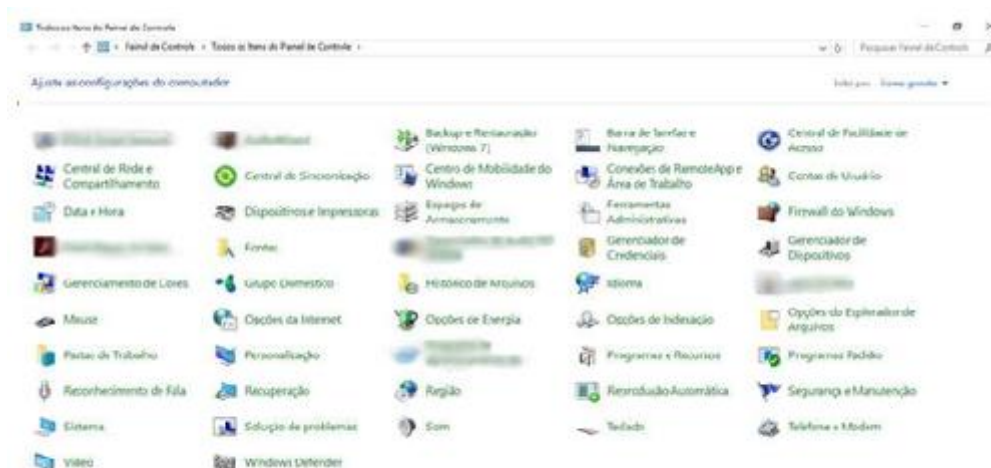 Todos os Itens do Painel de Controle
Painel de Controle › Todos os Itens do Painel de Controle ›
Pesquisar Painel de Controle
Ajuste as configurações do computador
Exibir por: Ícones grandes
Backup e Restauração
(Windows 7)
Barra de Tarefas e
Navegação
Central de Facilidade de
Acesso
Central de Rede e
Compartilhamento
Central de Sincronização
Centro de Mobilidade do
Windows
Conexões de RemoteApp e
Área de Trabalho
Contas de Usuário
Data e Hora
Dispositivos e Impressoras
Espaços de
Armazenamento
Ferramentas
Administrativas
Firewall do Windows
Fontes
Gerenciador de
Credenciais
Gerenciador de
Dispositivos
Gerenciamento de Cores
Grupo Doméstico
Histórico de Arquivos
Idioma
Mouse
Opções da Internet
Opções de Energia
Opções de Indexação
Opções do Explorador de
Arquivos
Pastas de Trabalho
Personalização
Programas e Recursos
Programas Padrão
Reconhecimento de Fala
Recuperação
Região
Reprodução Automática
Segurança e Manutenção
Sistema
Solução de problemas
Som
Teclado
Telefone e Modem
Vídeo
Windows Defender